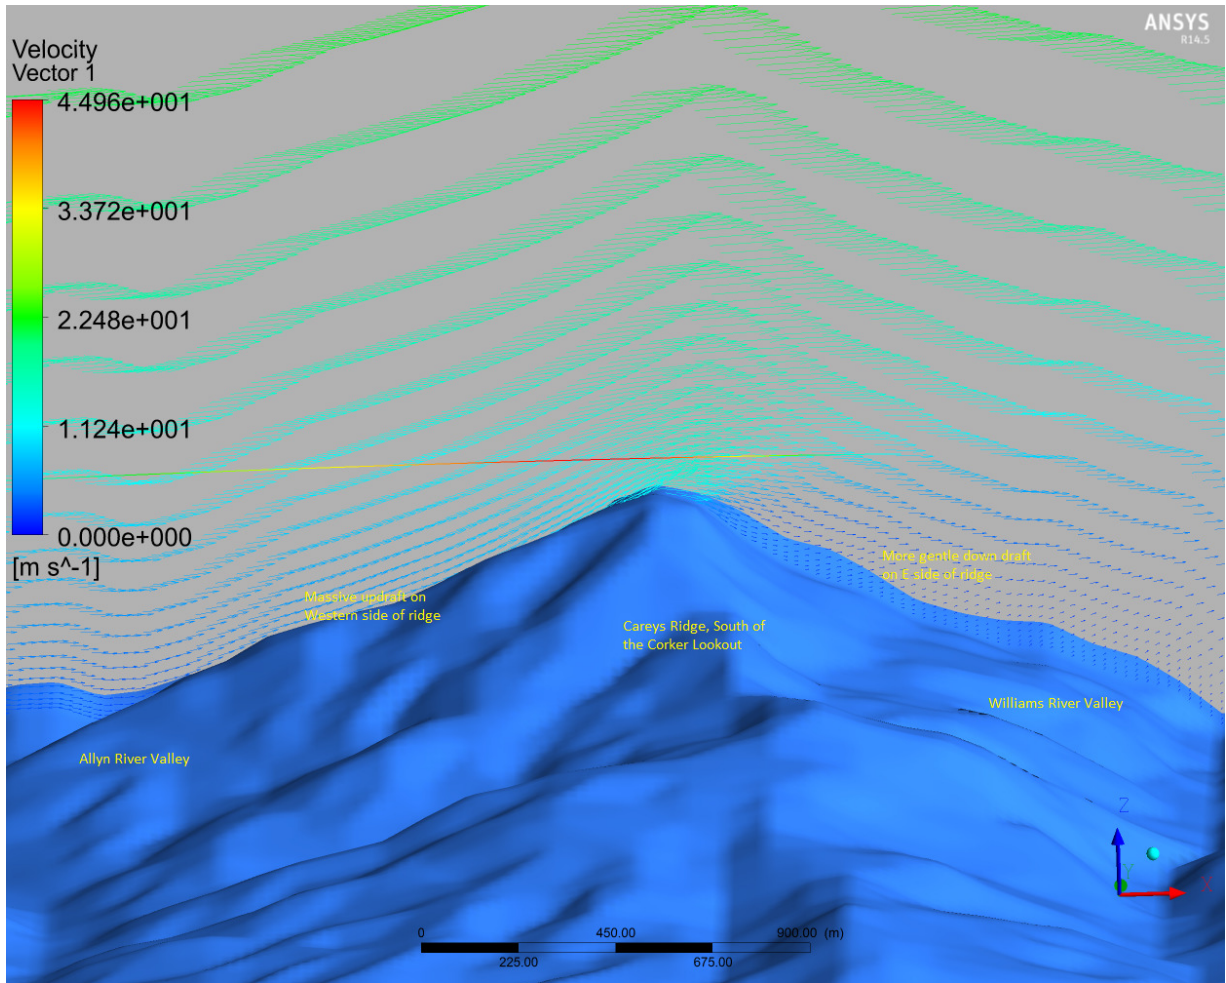 ANSYS
R14.5
Velocity
Vector 1
4.496e+001
3.372e+001
2.248e+001
1.124e+001
0.000e+000
[m s^-1]
More gentle down draft
on E side of ridge
Massive updraft on
Western side of ridge
Careys Ridge, South of
the Corker Lookout
Williams River Valley
Allyn River Valley
Z
Y
X
0
450.00
900.00 (m)
225.00
675.00